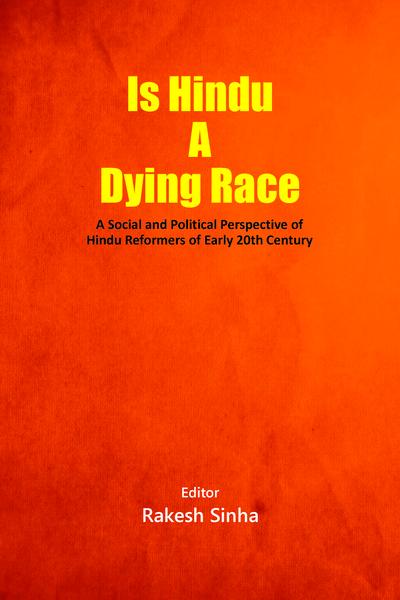 Is Hindu
A
Dying Race
A Social and Political Perspective of
Hindu Reformers of Early 20th Century
Editor
Rakesh Sinha